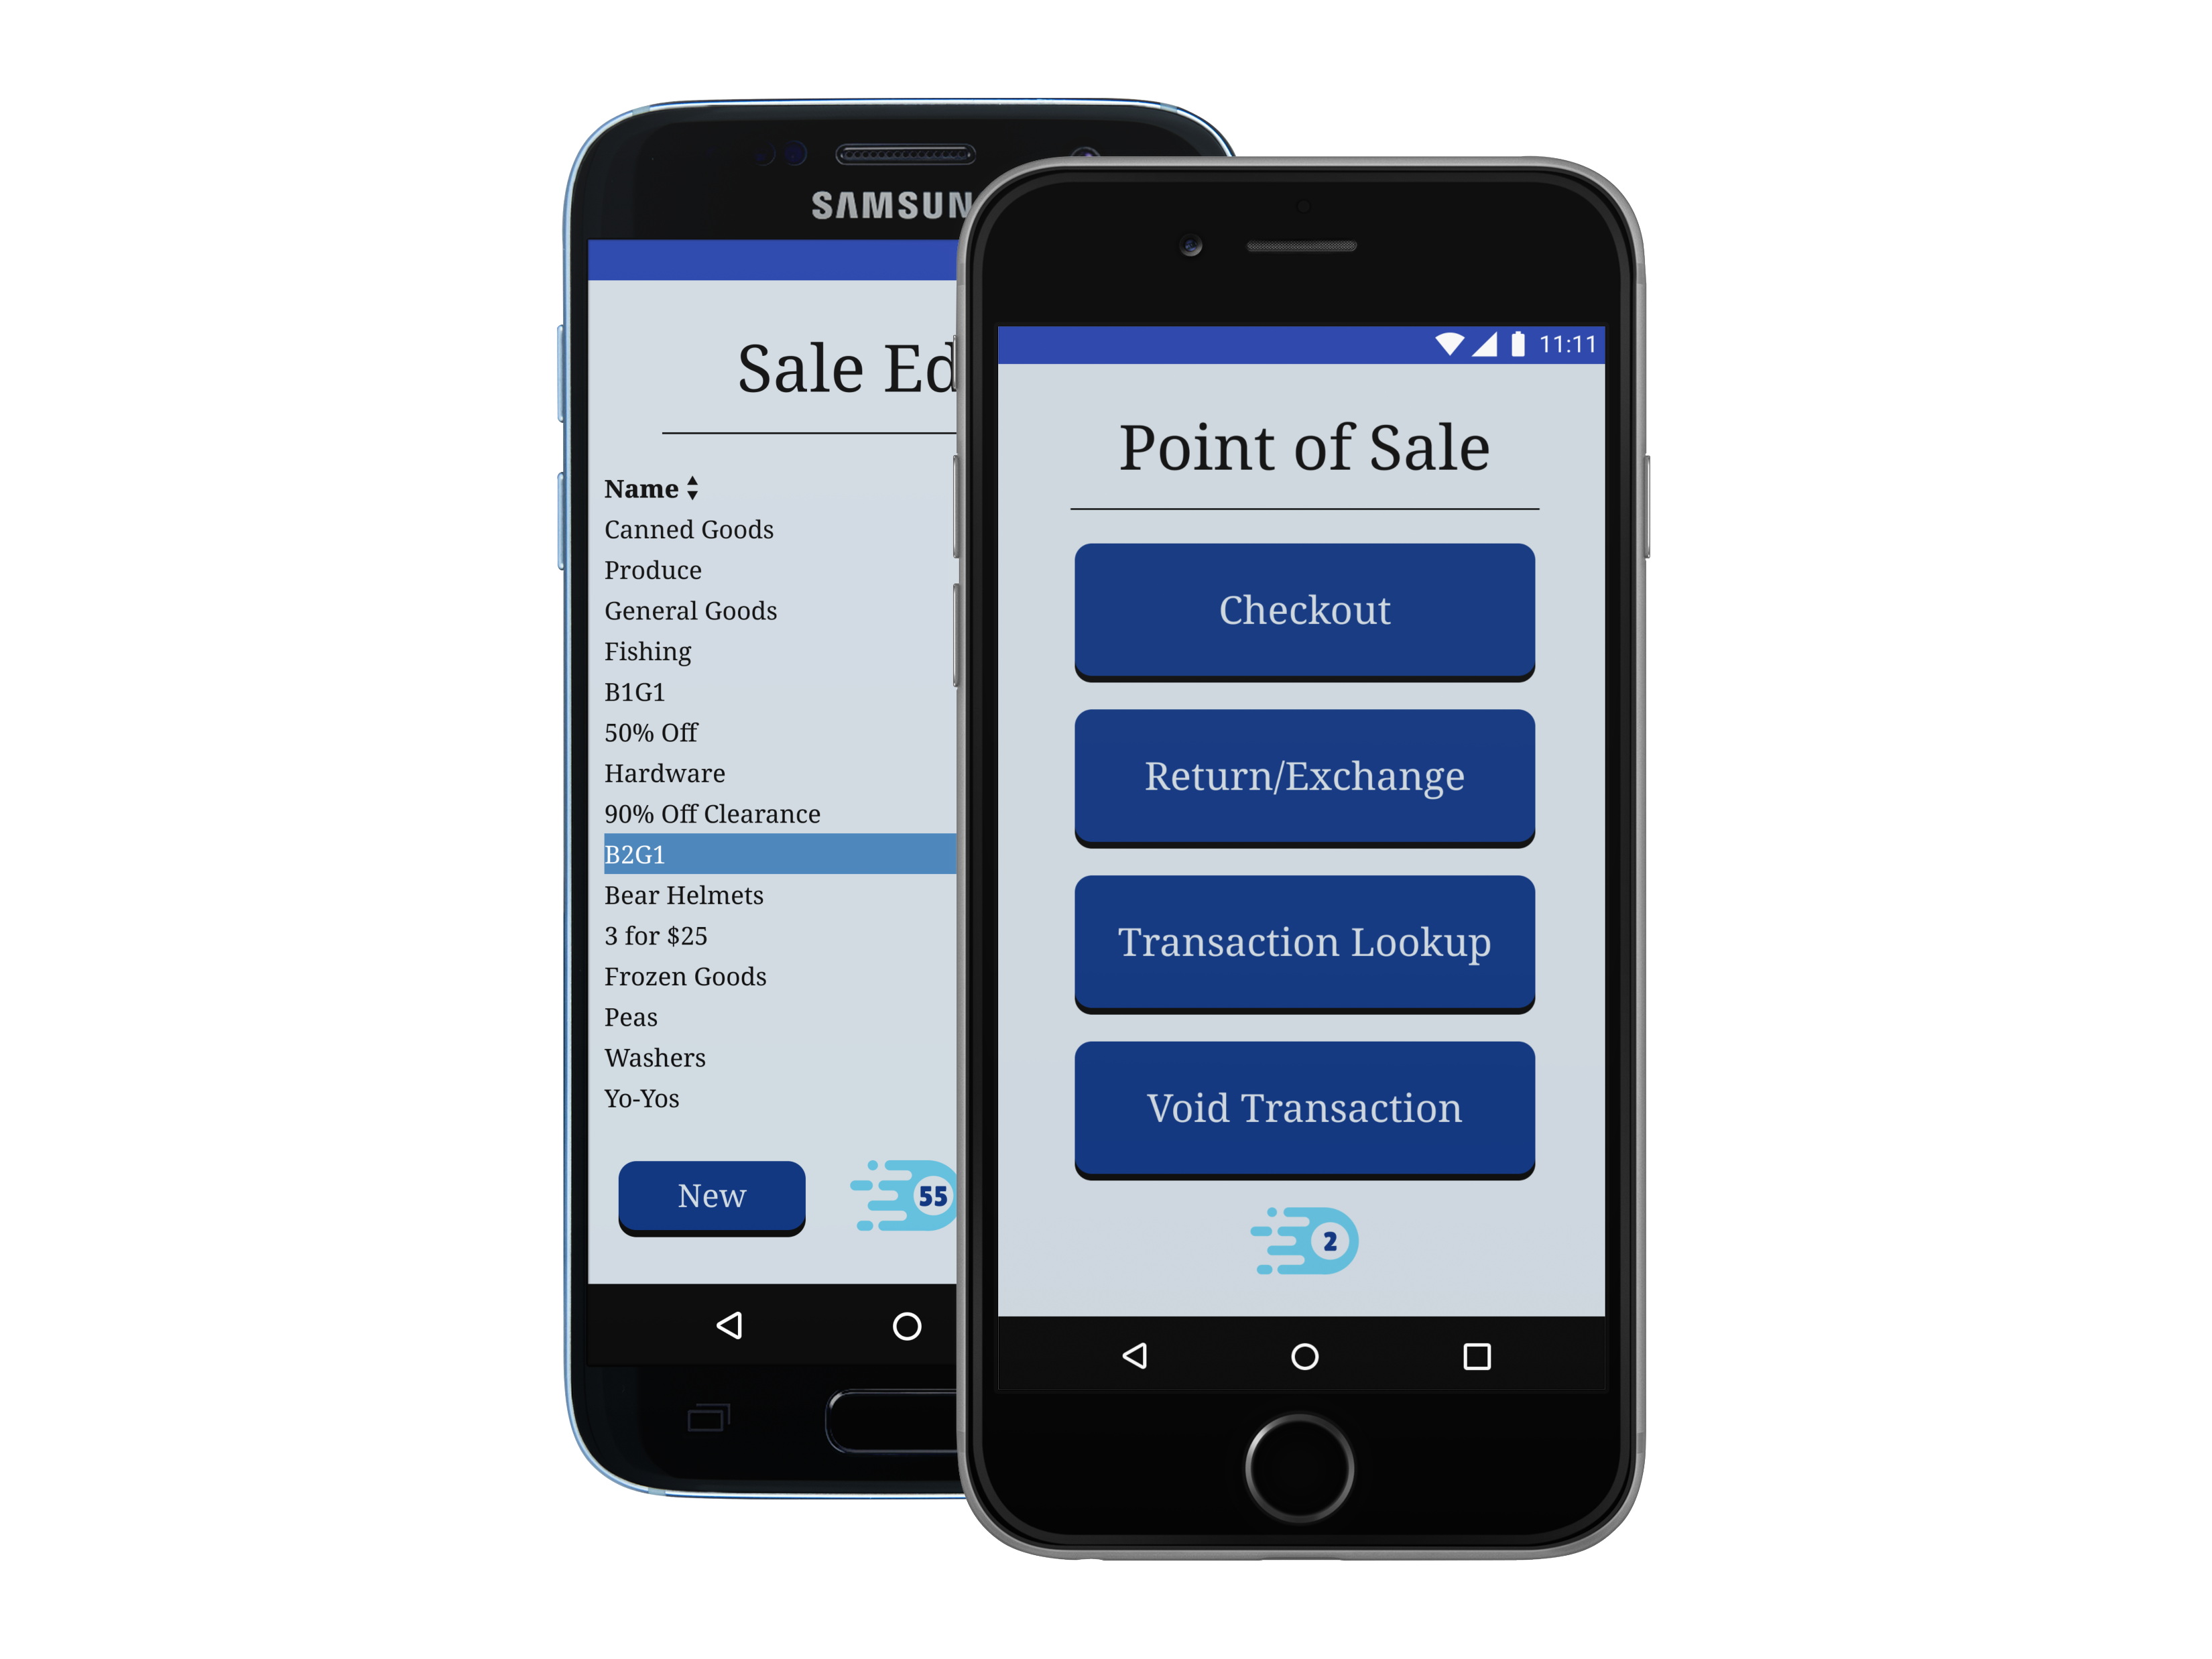 SAMSUN
Sale Ed
Name
Canned Goods
Produce
General Goods
Fishing
B1G1
50% Off
Hardware
90% Off Clearance
B2G1
Bear Helmets
3 for $25
Frozen Goods
Peas
Washers
Yo-Yos
New
55
11:11
Point of Sale
Checkout
Return/Exchange
Transaction Lookup
Void Transaction
2